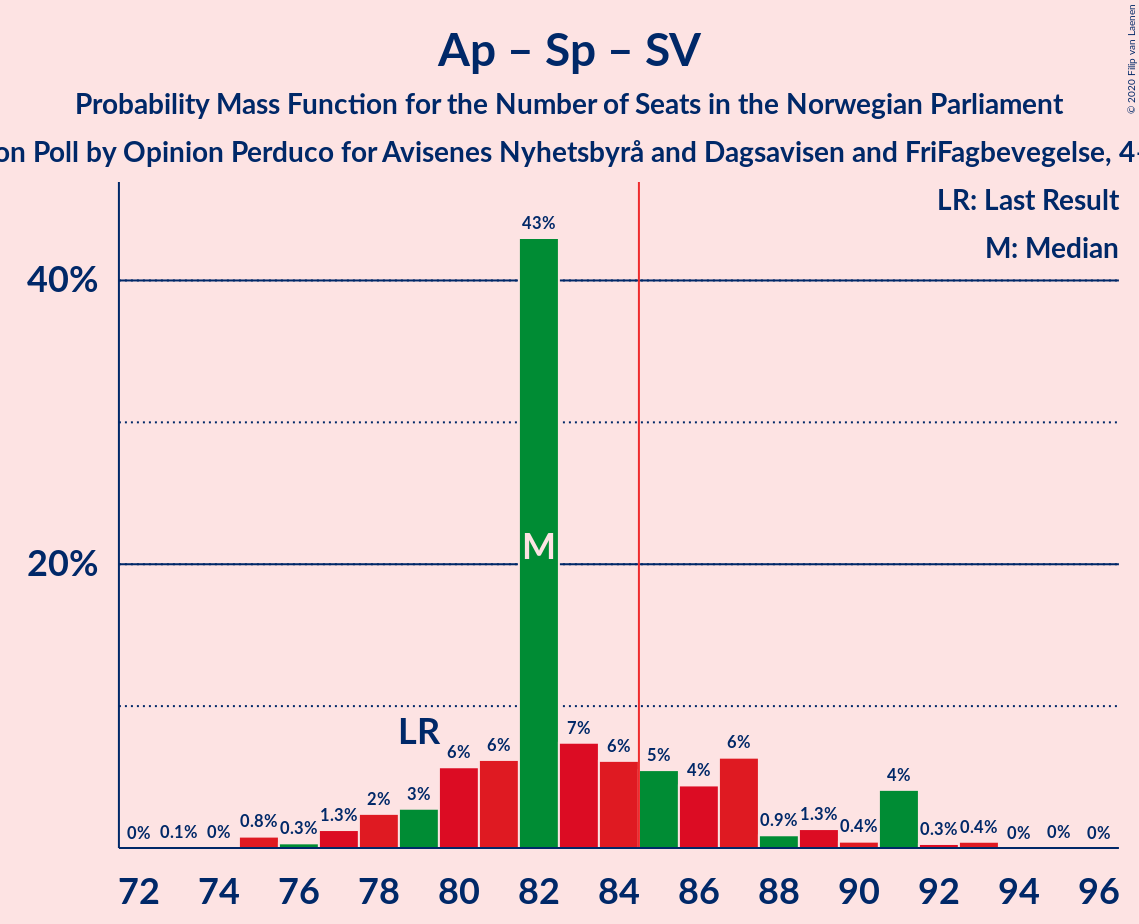 Ap – Sp – SV
Probability Mass Function for the Number of Seats in the Norwegian Parliament
on Poll by Opinion Perduco for Avisenes Nyhetsbyrå and Dagsavisen and FriFagbevegelse, 4-
© 2020 Filip van Laenen
LR: Last Result
M: Median
43%
40%
M
20%
LR
0% 0.1% 0% 0.8% 0.3% 1.3% 2% 3% 6% 6% 7% 6% 5% 4% 6% 0.9% 1.3% 0.4% 4% 0.3% 0.4% 0% 0% 0%
72 74 76 78 80 82 84 86 88 90 92 94 96